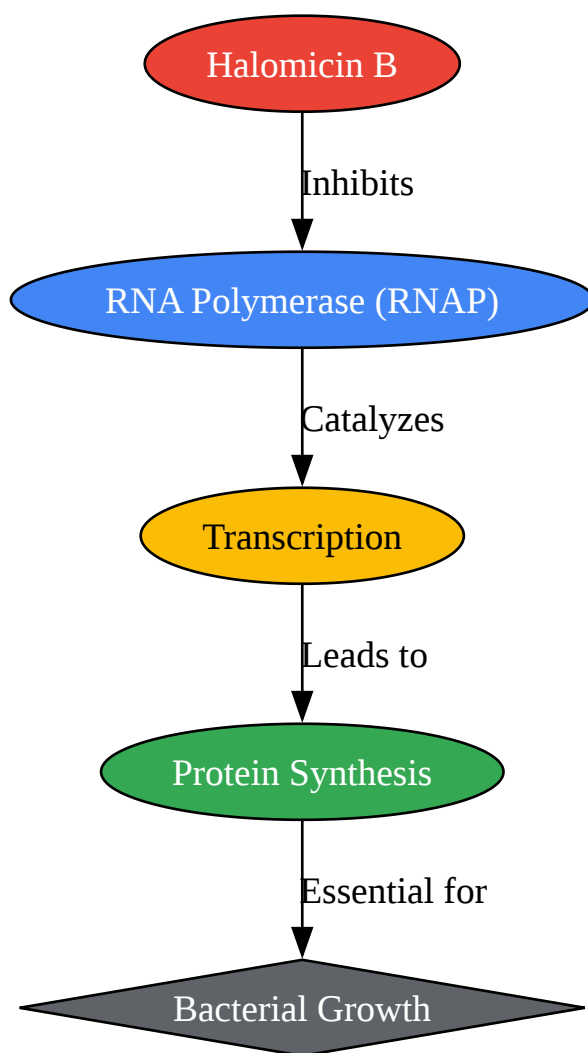 Halomicin B
Inhibits
RNA Polymerase (RNAP)
Catalyzes
Transcription
Leads to
Protein Synthesis
Essential for
Bacterial Growth